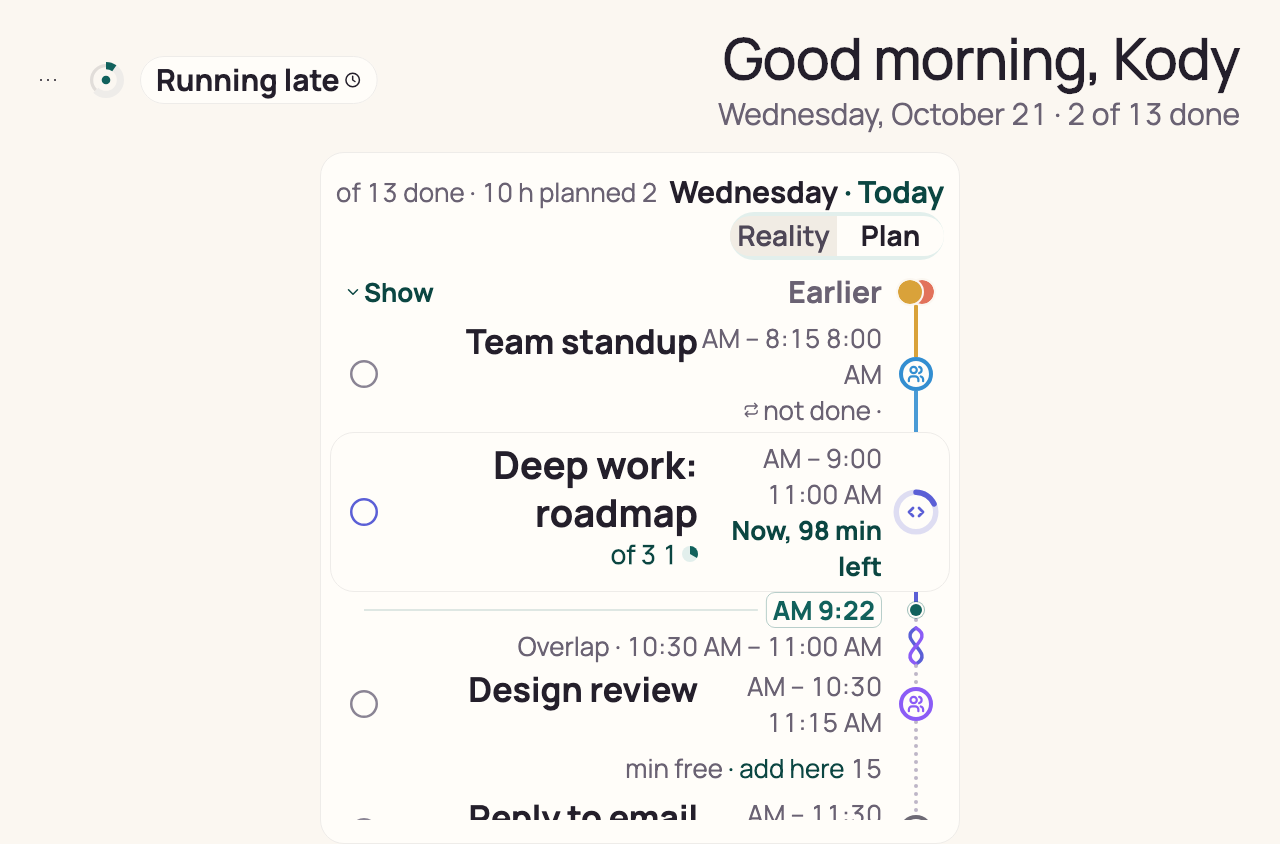 Good morning, Kody
Wednesday, October 21 · 2 of 13 done
Running late
...
Wednesday · Today
of 13 done · 10 h planned 2
Reality Plan
Earlier
Show
Team standup
AM – 8:15 8:00
AM
not done ·
Deep work:
roadmap
of 3 1
AM – 9:00
11:00 AM
Now, 98 min
left
AM 9:22
Overlap · 10:30 AM – 11:00 AM
Design review
AM – 10:30
11:15 AM
min free · add here 15
Reply to email
AM – 11:30